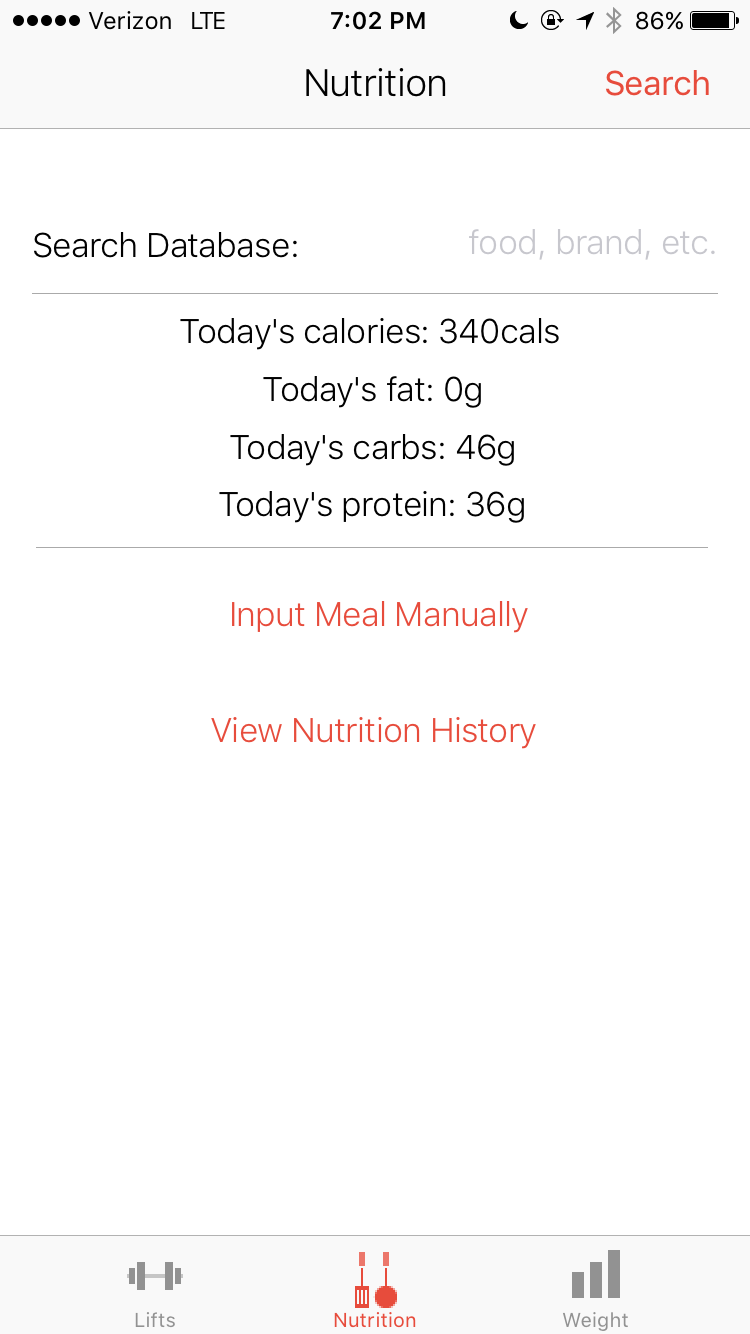 Verizon LTE 7:02 PM 86%
Nutrition Search
Search Database: food, brand, etc.
Today's calories: 340cals
Today's fat: 0g
Today's carbs: 46g
Today's protein: 36g
Input Meal Manually
View Nutrition History
Lifts Nutrition Weight